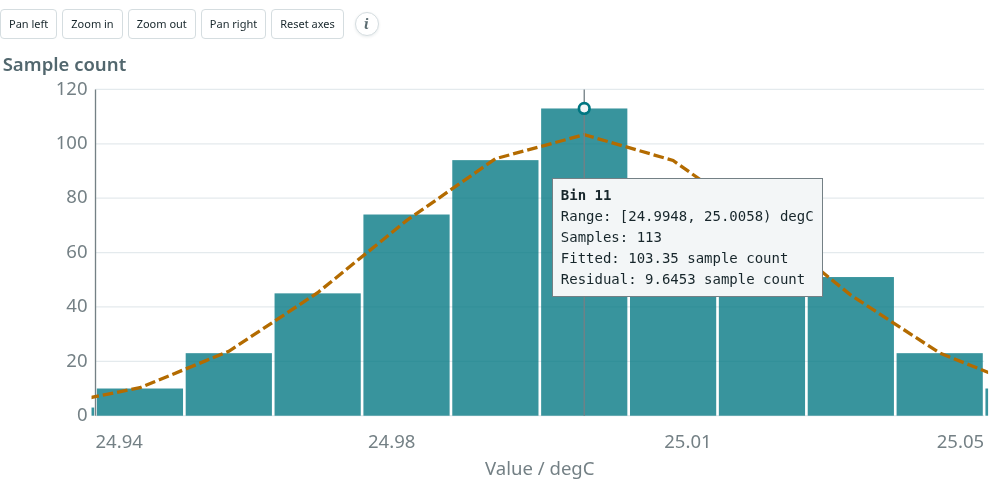 Pan left
Zoom in
Zoom out
Pan right
Reset axes
i
Sample count
120
100
80
60
40
20
0
Bin 11
Range: [24.9948, 25.0058) degC
Samples: 113
Fitted: 103.35 sample count
Residual: 9.6453 sample count
24.94
24.98
25.01
25.05
Value / degC